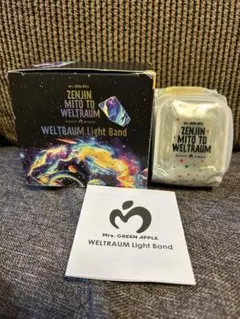 ZENJIN
MITO TO
WELTRAUM
WELTRAUM Light Band
ZENJIN
MITO TO
WELTRAUM
Mrs. GREEN APPLE
WELTRAUM Light Band